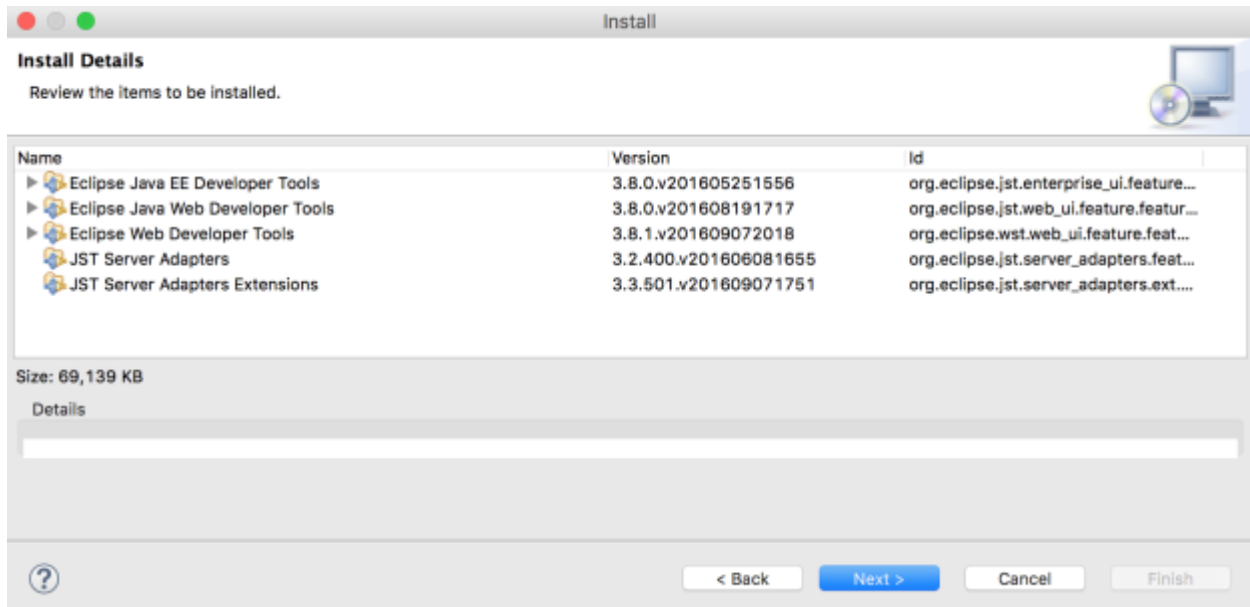 Install
Install Details
Review the items to be installed.
Name Version Id
Eclipse Java EE Developer Tools 3.8.0.v201605251556 org.eclipse.jst.enterprise_ui.feature...
Eclipse Java Web Developer Tools 3.8.0.v201608191717 org.eclipse.jst.web_ui.feature.featur...
Eclipse Web Developer Tools 3.8.1.v201609072018 org.eclipse.wst.web_ui.feature.feat...
JST Server Adapters 3.2.400.v201606081655 org.eclipse.jst.server_adapters.feat...
JST Server Adapters Extensions 3.3.501.v201609071751 org.eclipse.jst.server_adapters.ext....
Size: 69,139 KB
Details
? < Back Next > Cancel Finish